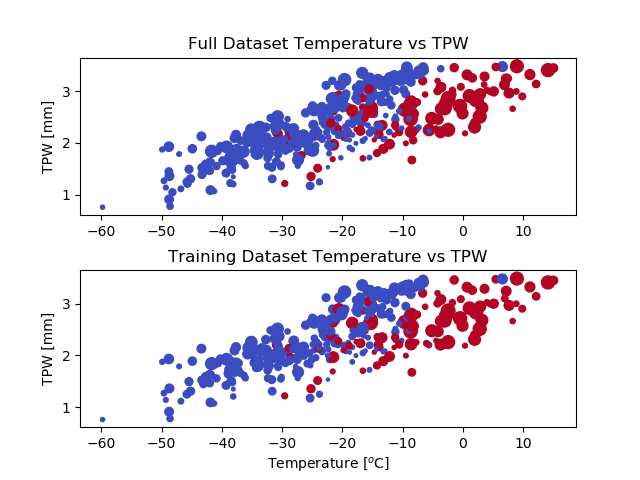 Full Dataset Temperature vs TPW
TPW [mm]
3
2
1
−60 −50 −40 −30 −20 −10 0 10
Training Dataset Temperature vs TPW
TPW [mm]
3
2
1
−60 −50 −40 −30 −20 −10 0 10
Temperature [°C]